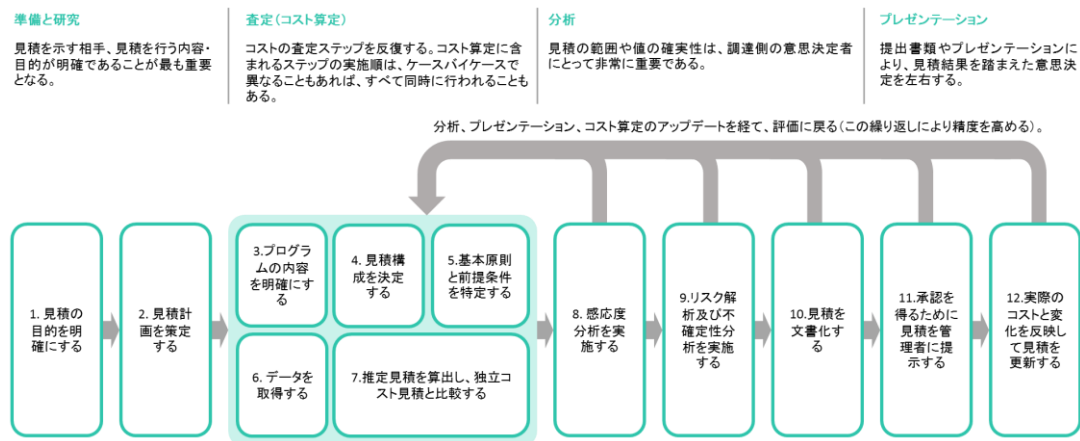 準備と研究
見積を示す相手、見積を行う内容・
目的が明確であることが最も重要
となる。
査定（コスト算定）
コストの査定ステップを反復する。コスト算定に含
まれるステップの実施順は、ケースバイケースで
異なることもあれば、すべて同時に行われることも
ある。
分析
見積の範囲や値の確実性は、調達側の意思決定者
にとって非常に重要である。
プレゼンテーション
提出書類やプレゼンテーションに
より、見積結果を踏まえた意思決
定を左右する。
分析、プレゼンテーション、コスト算定のアップデートを経て、評価に戻る（この繰り返しにより精度を高める）。
1. 見積の
目的を明
確にする
2. 見積計
画を策定
する
3.プログラ
ムの内容
を明確にす
る
4. 見積構
成を決定
する
5.基本原則
と前提条件
を特定する
6. データを
取得する
7.推定見積を算出し、独立コ
スト見積と比較する
8. 感応度
分析を実
施する
9.リスク解
析及び不
確定性分
析を実施
する
10.見積を
文書化す
る
11.承認を
得るために
見積を管
理者に提
示する
12.実際の
コストと変
化を反映し
て見積を
更新する